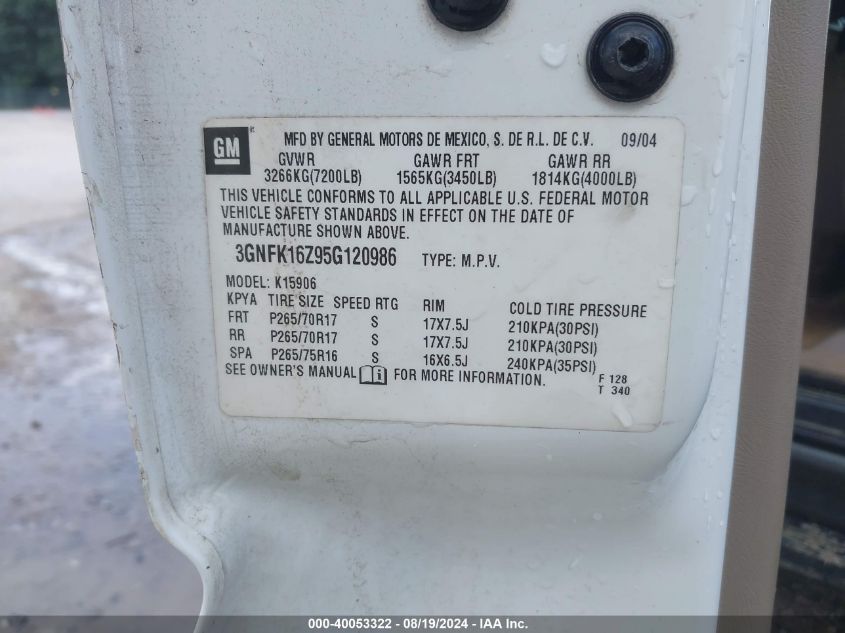 GM
MFD BY GENERAL MOTORS DE MEXICO, S. DE R.L. DE C.V. 09/04
GVWR GAWR FRT GAWR RR
3266KG(7200LB) 1565KG(3450LB) 1814KG(4000LB)
THIS VEHICLE CONFORMS TO ALL APPLICABLE U.S. FEDERAL MOTOR
VEHICLE SAFETY STANDARDS IN EFFECT ON THE DATE OF
MANUFACTURE SHOWN ABOVE.
3GNFK16Z95G120986 TYPE: M.P.V.
MODEL: K15906
KPYA TIRE SIZE SPEED RTG RIM COLD TIRE PRESSURE
FRT P265/70R17 S 17X7.5J 210KPA(30PSI)
RR P265/70R17 S 17X7.5J 210KPA(30PSI)
SPA P265/75R16 S 16X6.5J 240KPA(35PSI)
SEE OWNER'S MANUAL i FOR MORE INFORMATION. F 128
T 340
000-40053322 - 08/19/2024 - IAA Inc.